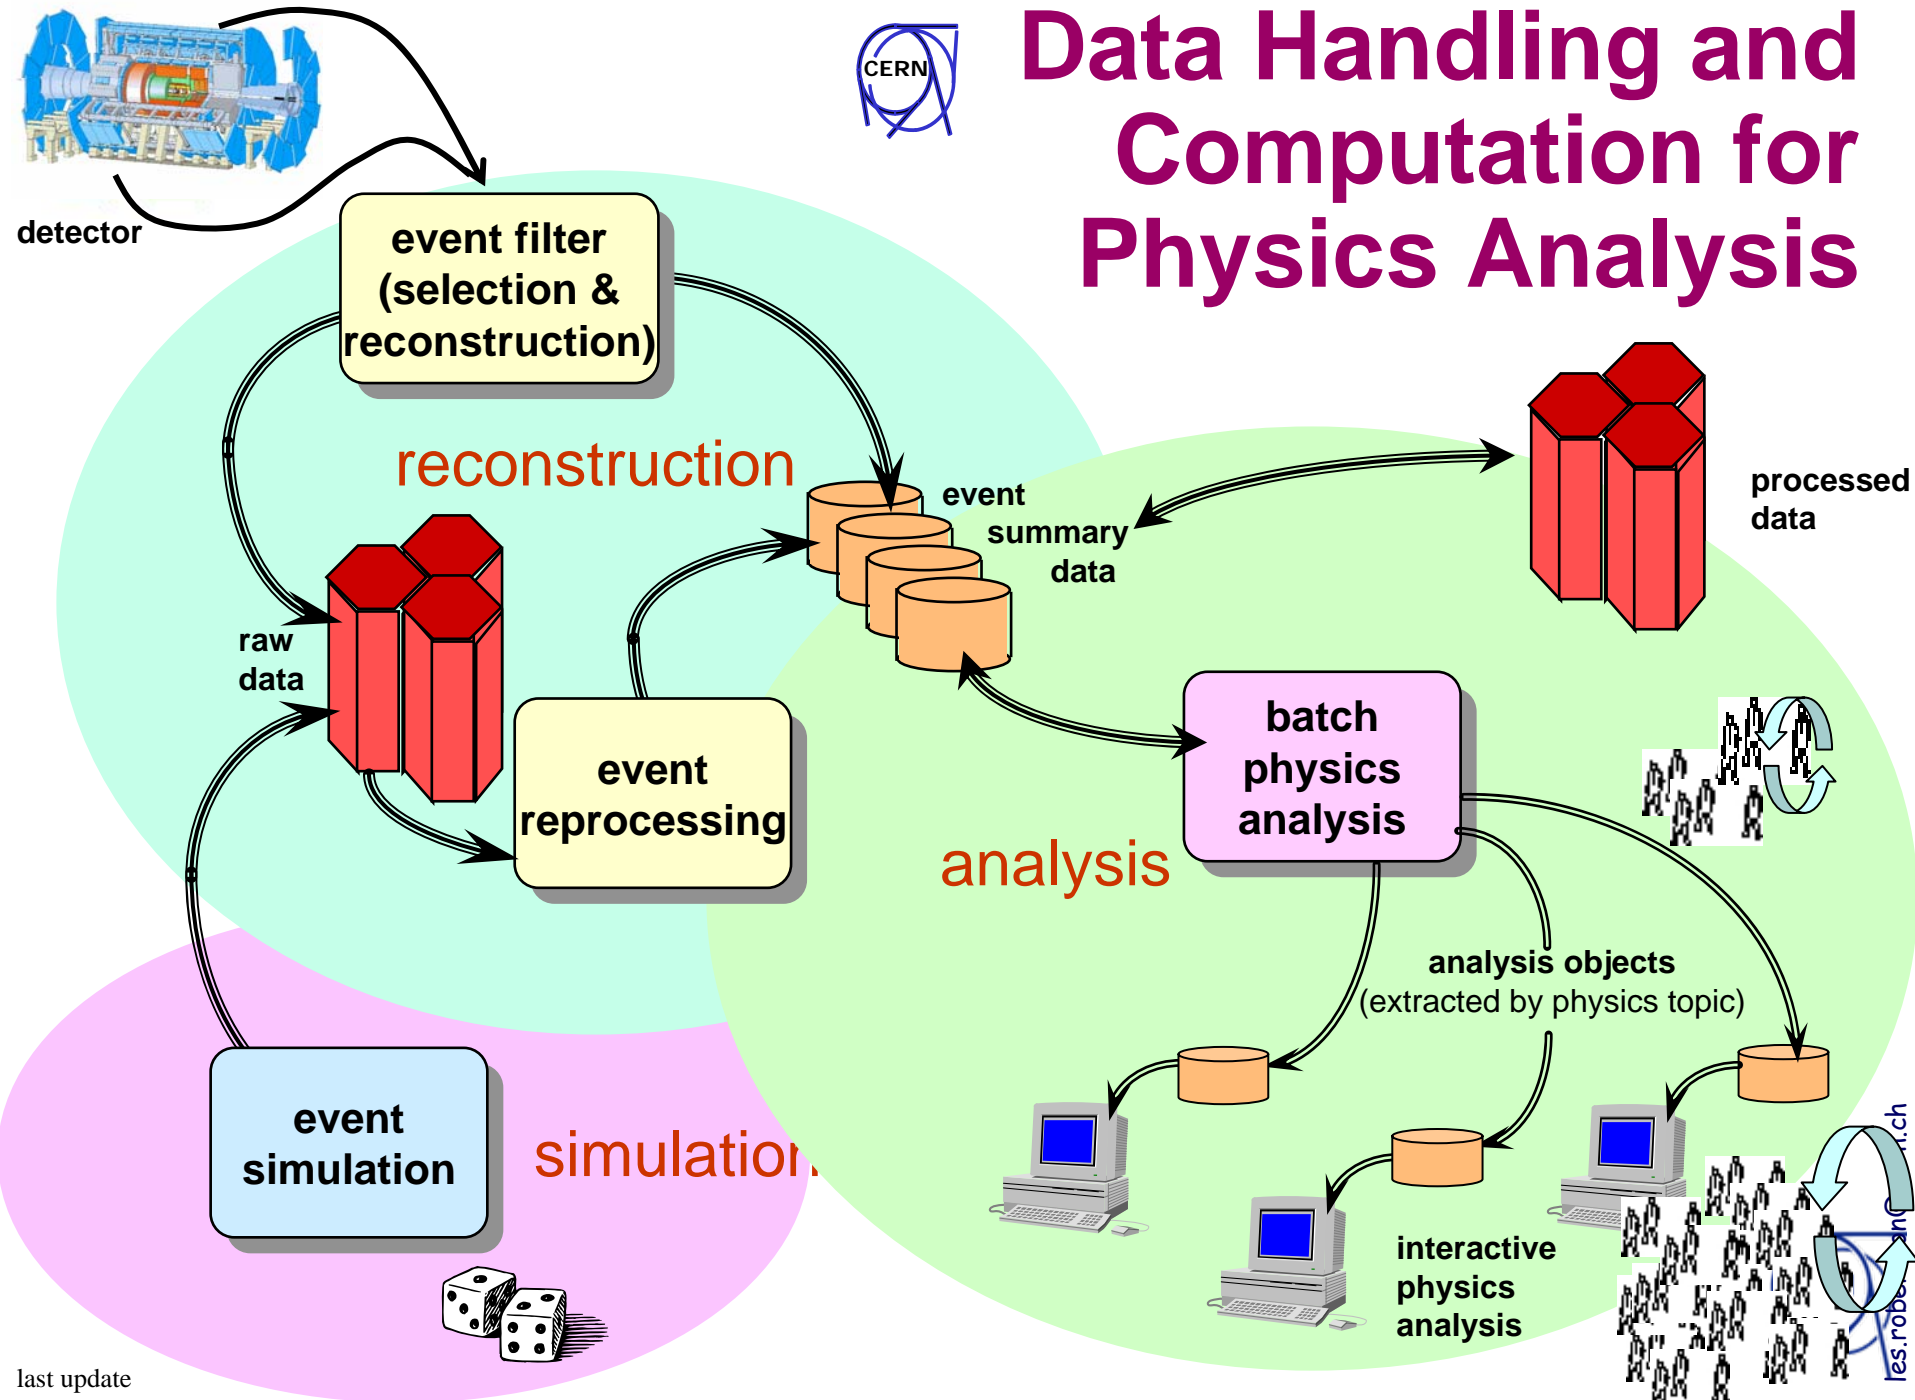 CERN
Data Handling and
Computation for
Physics Analysis
detector
event filter
(selection &
reconstruction)
reconstruction
event
summary
data
processed
data
raw
data
event
reprocessing
batch
physics
analysis
analysis
analysis objects
(extracted by physics topic)
event
simulation
simulation
interactive
physics
analysis
last update